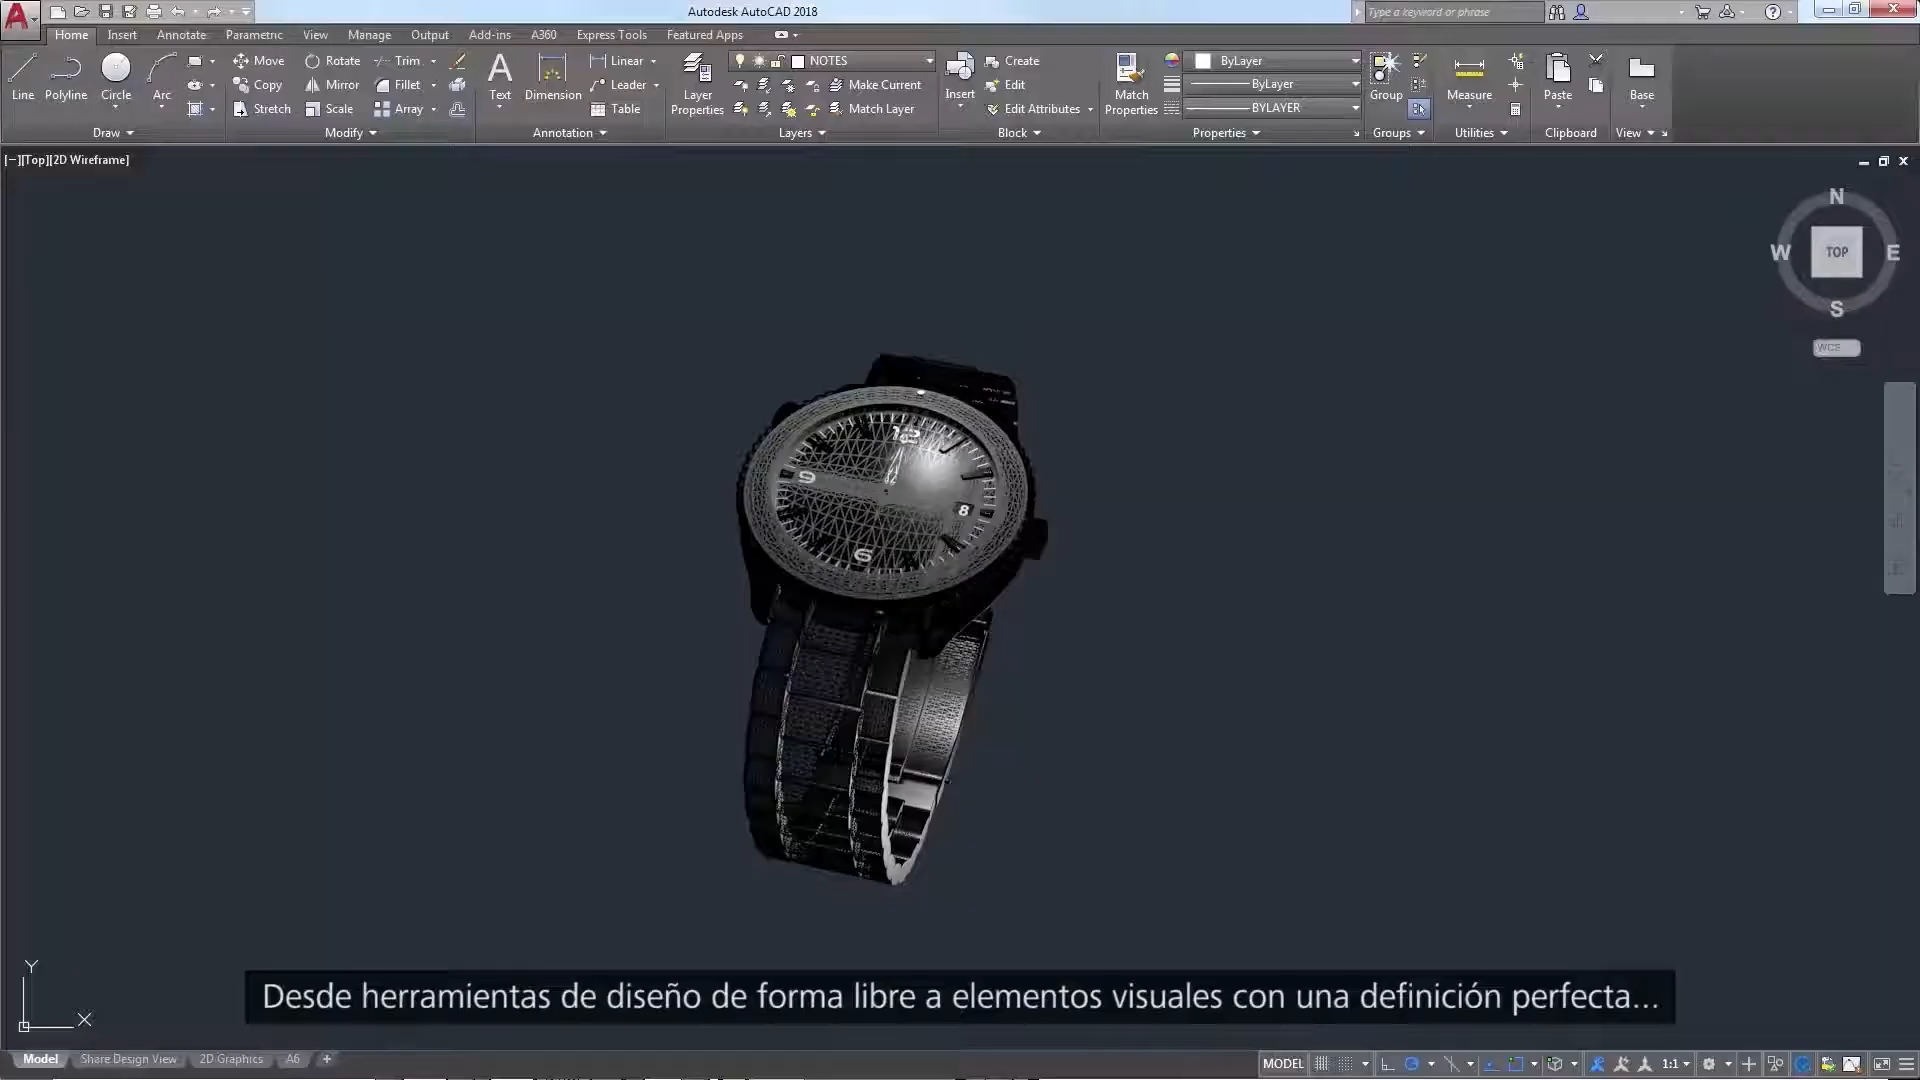 Autodesk AutoCAD 2018
Type a keyword or phrase
Home Insert Annotate Parametric View Manage Output Add-ins A360 Express Tools Featured Apps
Line Polyline Circle Arc
Move Rotate Trim
Copy Mirror Fillet
Stretch Scale Array
Text Dimension
Linear
Leader
Table
Layer Properties
NOTES
Make Current
Match Layer
Insert
Create
Edit
Edit Attributes
Match Properties
ByLayer
ByLayer
BYLAYER
Group
Measure
Paste
Base
Draw Modify Annotation Layers Block Properties Groups Utilities Clipboard View
[−][Top][2D Wireframe]
N
W TOP E
S
WCS
12
9
8
6
Y
X
Desde herramientas de diseño de forma libre a elementos visuales con una definición perfecta...
Model Share Design View 2D Graphics A6 +
MODEL 1:1